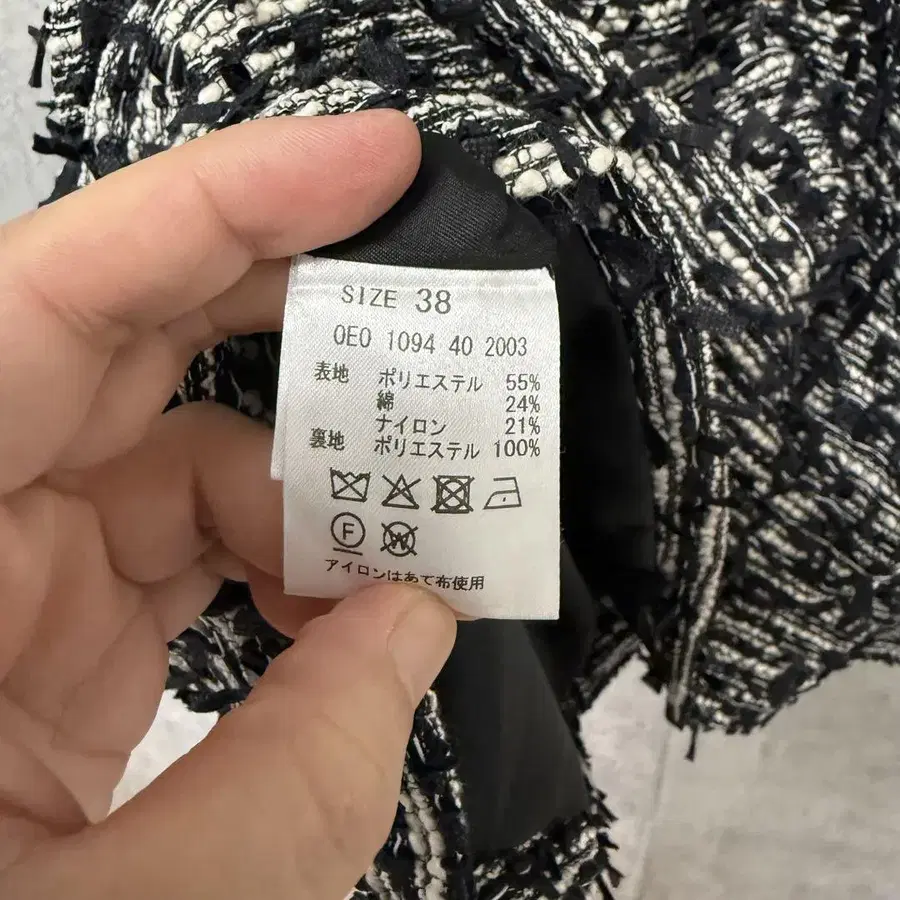 SIZE 38
0E0 1094 40 2003
表地 ポリエステル 55%
綿 24%
ナイロン 21%
裏地 ポリエステル 100%
F W
アイロンはあて布使用